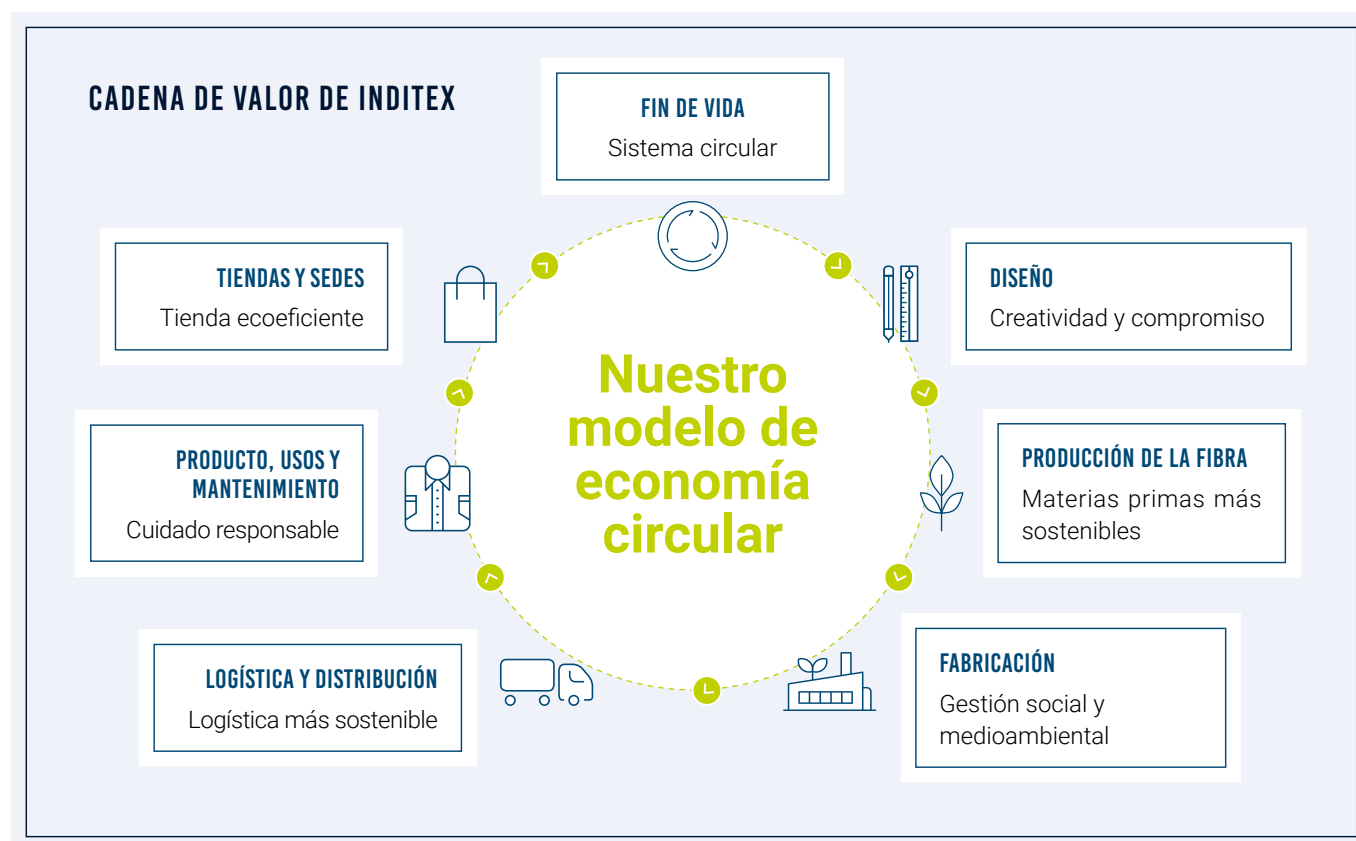 CADENA DE VALOR DE INDITEX
FIN DE VIDA
Sistema circular
DISEÑO
Creatividad y compromiso
PRODUCCIÓN DE LA FIBRA
Materias primas más
sostenibles
FABRICACIÓN
Gestión social y
medioambiental
LOGÍSTICA Y DISTRIBUCIÓN
Logística más sostenible
PRODUCTO, USOS Y
MANTENIMIENTO
Cuidado responsable
TIENDAS Y SEDES
Tienda ecoeficiente
Nuestro
modelo de
economía
circular